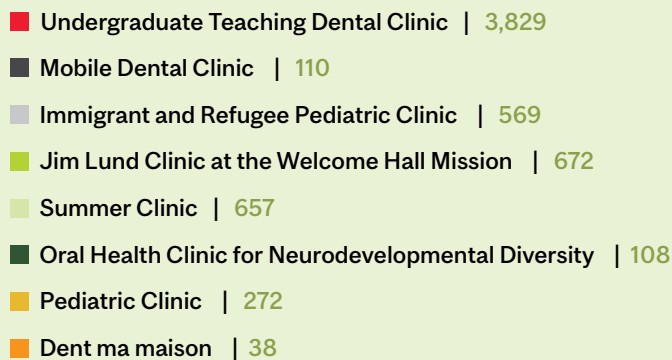 Undergraduate Teaching Dental Clinic | 3,829
Mobile Dental Clinic | 110
Immigrant and Refugee Pediatric Clinic | 569
Jim Lund Clinic at the Welcome Hall Mission | 672
Summer Clinic | 657
Oral Health Clinic for Neurodevelopmental Diversity | 108
Pediatric Clinic | 272
Dent ma maison | 38